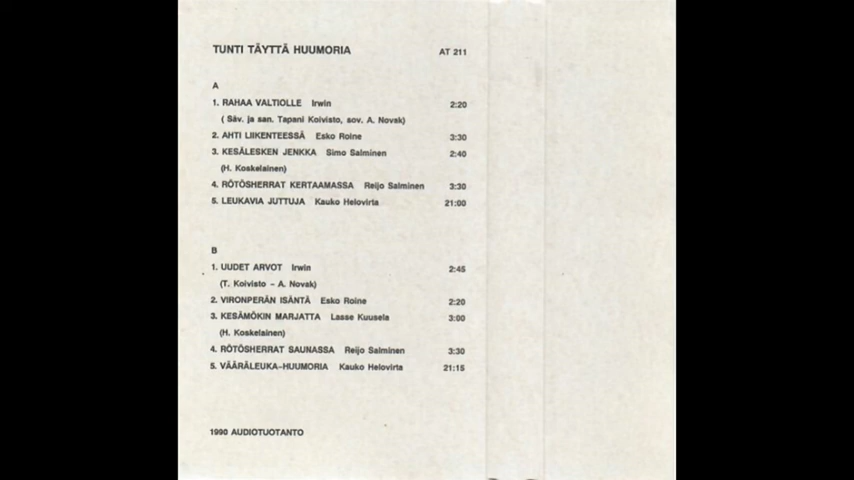 TUNTI TÄYTTÄ HUUMORIA AT 211
A
1. RAHAA VALTIOLLE Irwin 2:20
( Säv. ja san. Tapani Koivisto, sov. A. Novak)
2. AHTI LIIKENTEESSÄ Esko Roine 3:30
3. KESÄLESKEN JENKKA Simo Salminen 2:40
(H. Koskelainen)
4. RÖTÖSHERRAT KERTAAMASSA Reijo Salminen 3:30
5. LEUKAVIA JUTTUJA Kauko Helovirta 21:00
B
1. UUDET ARVOT Irwin 2:45
(T. Koivisto - A. Novak)
2. VIRONPERÄN ISÄNTÄ Esko Roine 2:20
3. KESÄMÖKIN MARJATTA Lasse Kuusela 3:00
(H. Koskelainen)
4. RÖTÖSHERRAT SAUNASSA Reijo Salminen 3:30
5. VÄÄRÄLEUKA-HUUMORIA Kauko Helovirta 21:15
1990 AUDIOTUOTANTO